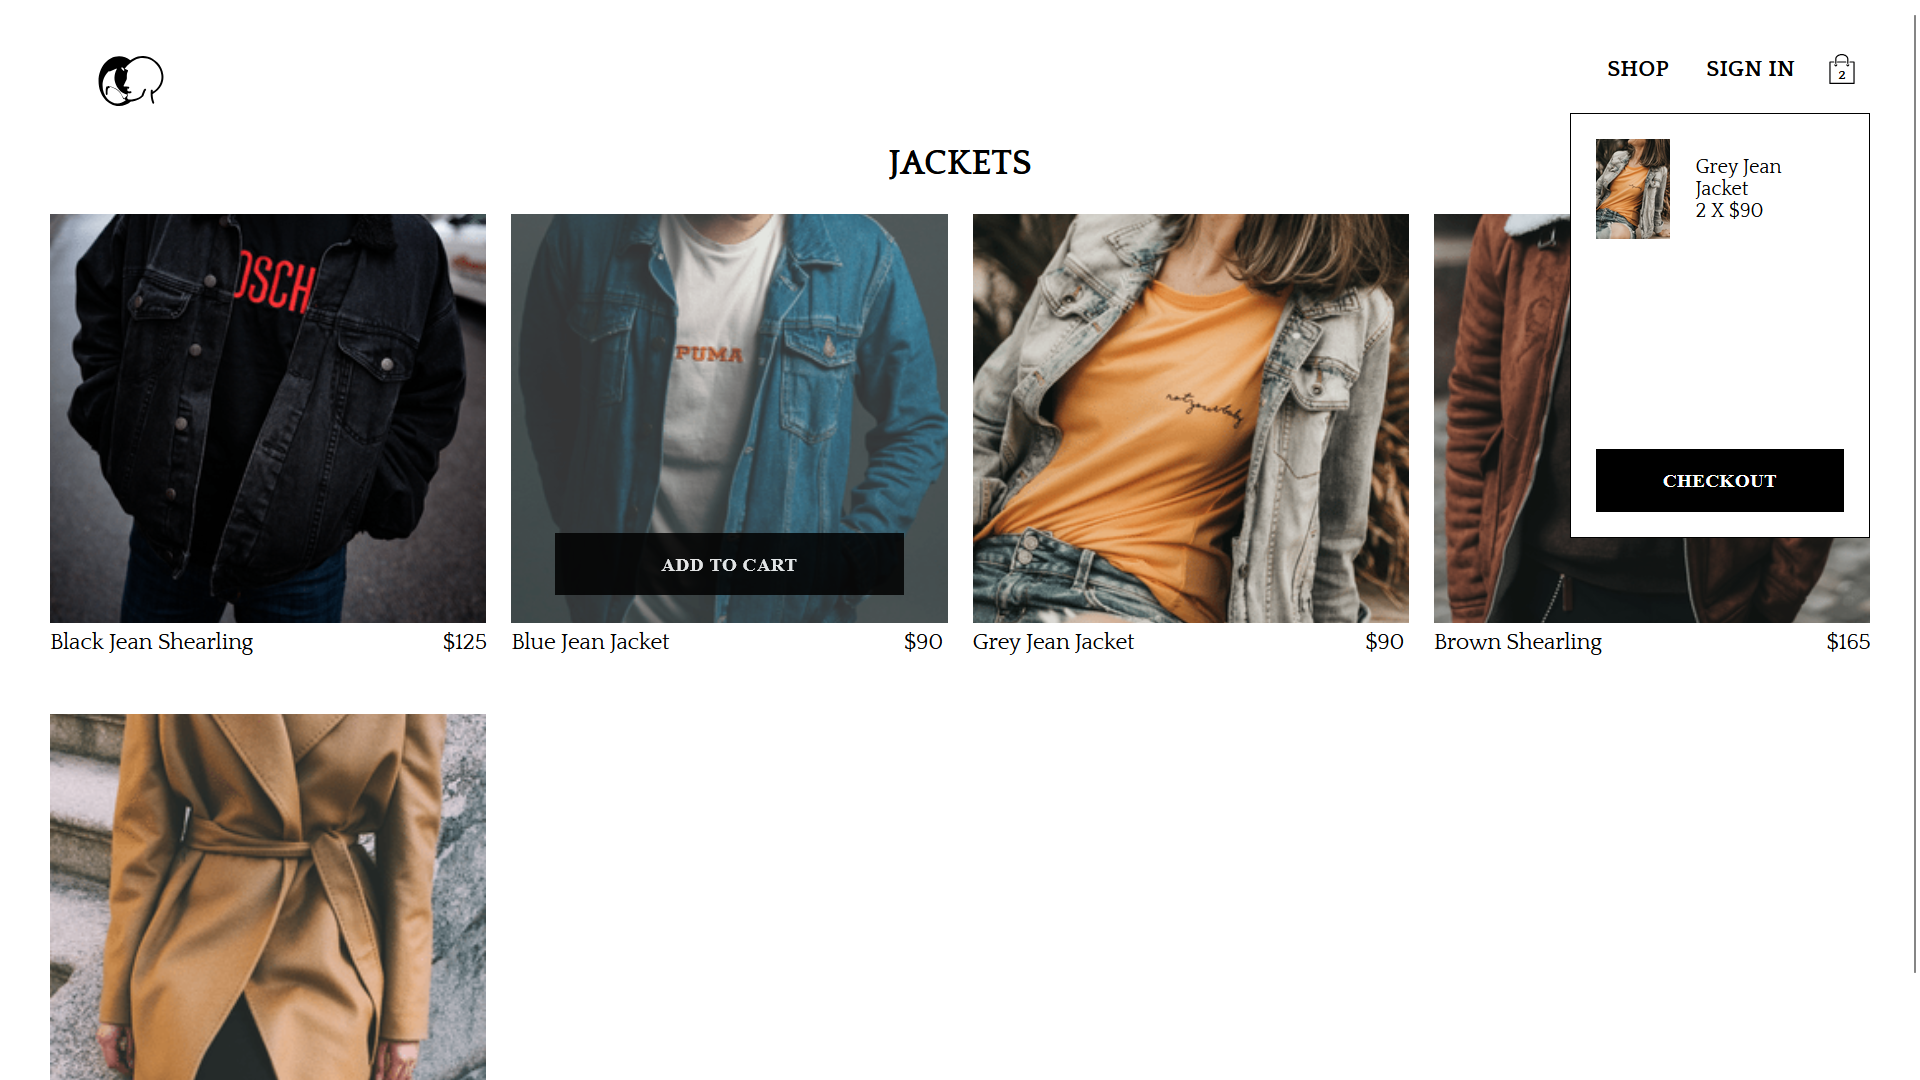 SHOP
SIGN IN
2
JACKETS
Grey Jean
Jacket
2 X $90
CHECKOUT
OSCH
PUMA
notyourbaby
ADD TO CART
Black Jean Shearling
$125
Blue Jean Jacket
$90
Grey Jean Jacket
$90
Brown Shearling
$165